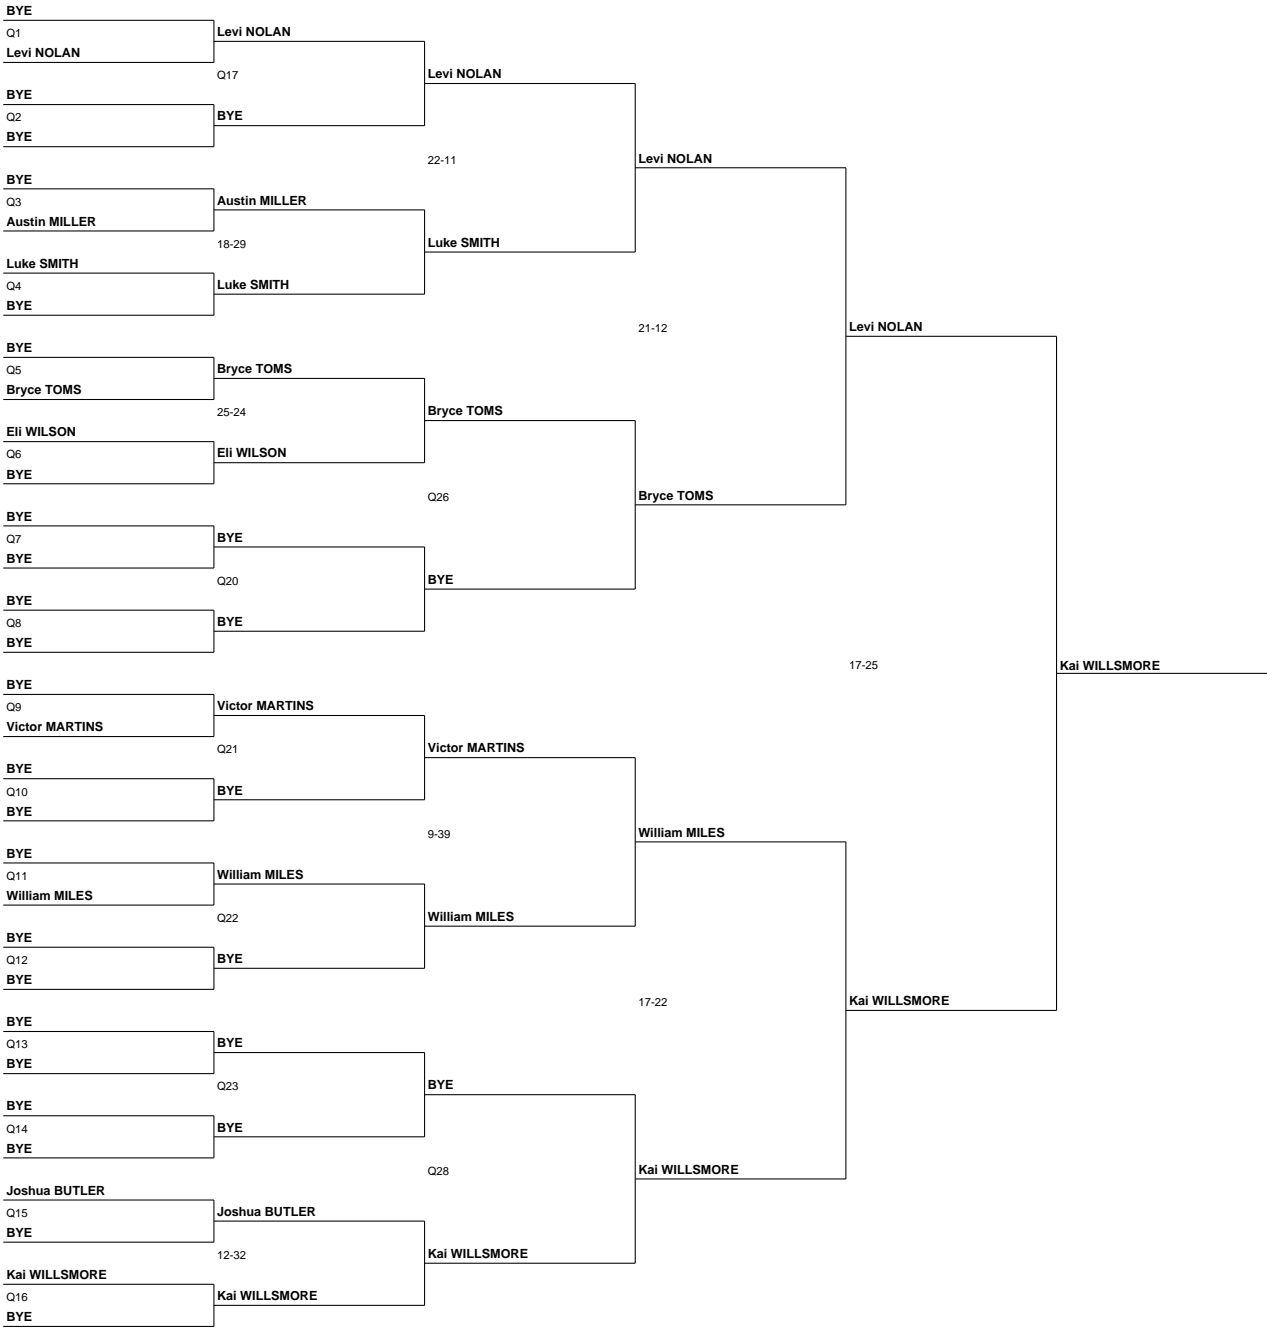 BYE
Q1
Levi NOLAN
Levi NOLAN
Q17
Levi NOLAN
BYE
Q2
BYE
BYE
22-11
Levi NOLAN
BYE
Q3
Austin MILLER
Austin MILLER
18-29
Luke SMITH
Luke SMITH
Q4
BYE
Luke SMITH
21-12
Levi NOLAN
BYE
Q5
Bryce TOMS
Bryce TOMS
25-24
Bryce TOMS
Eli WILSON
Q6
BYE
Eli WILSON
Q26
Bryce TOMS
BYE
Q7
BYE
BYE
Q20
BYE
BYE
Q8
BYE
BYE
17-25
Kai WILLSMORE
BYE
Q9
Victor MARTINS
Victor MARTINS
Q21
Victor MARTINS
BYE
Q10
BYE
BYE
9-39
William MILES
BYE
Q11
William MILES
William MILES
Q22
William MILES
BYE
Q12
BYE
BYE
17-22
Kai WILLSMORE
BYE
Q13
BYE
BYE
Q23
BYE
BYE
Q14
BYE
BYE
Q28
Kai WILLSMORE
Joshua BUTLER
Q15
BYE
Joshua BUTLER
12-32
Kai WILLSMORE
Kai WILLSMORE
Q16
BYE
Kai WILLSMORE